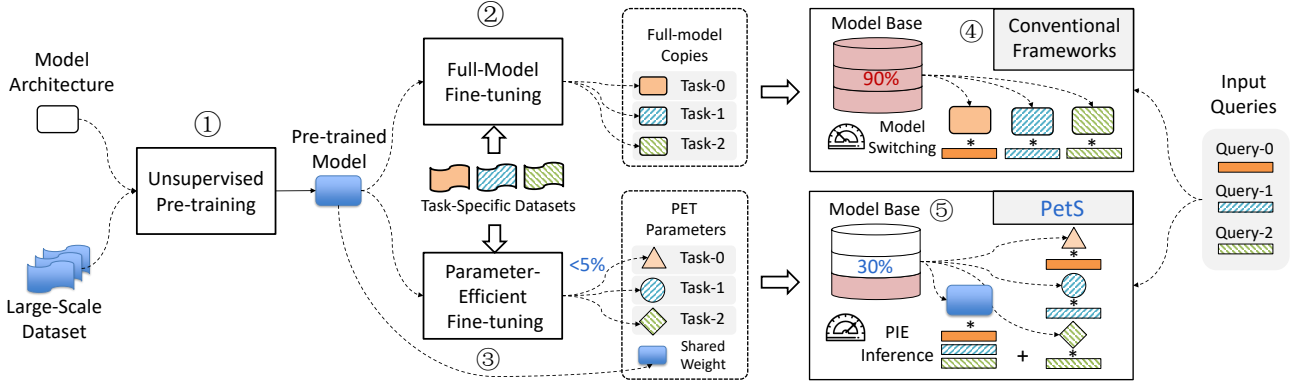 Model
Architecture
Large-Scale
Dataset
①
Unsupervised
Pre-training
Pre-trained
Model
②
Full-Model
Fine-tuning
Task-Specific Datasets
Parameter-
Efficient
Fine-tuning
③
<5%
Full-model
Copies
Task-0
Task-1
Task-2
PET
Parameters
Task-0
Task-1
Task-2
Shared
Weight
Model Base
④
Conventional
Frameworks
90%
Model
Switching
* * *
Model Base
⑤
PetS
30%
PIE
Inference
*
+
*
*
*
Input
Queries
Query-0
Query-1
Query-2